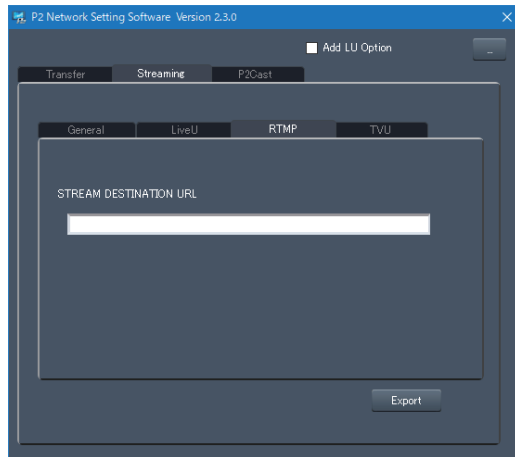 P2 Network Setting Software Version 2.3.0
Add LU Option
Transfer Streaming P2Cast
General LiveU RTMP TVU
STREAM DESTINATION URL
Export